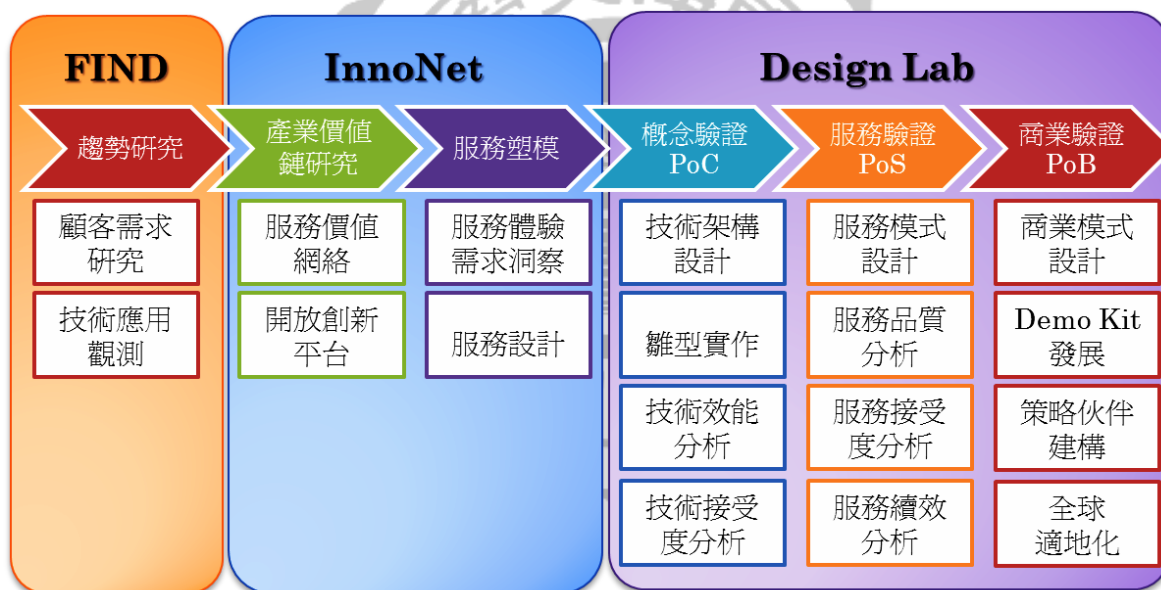 FIND
InnoNet
Design Lab
趨勢研究
產業價值
鏈研究
服務塑模
概念驗證
PoC
服務驗證
PoS
商業驗證
PoB
顧客需求
研究
技術應用
觀測
服務價值
網絡
開放創新
平台
服務體驗
需求洞察
服務設計
技術架構
設計
雛型實作
技術效能
分析
技術接受
度分析
服務模式
設計
服務品質
分析
服務接受
度分析
服務續效
分析
商業模式
設計
Demo Kit
發展
策略伙伴
建構
全球
適地化